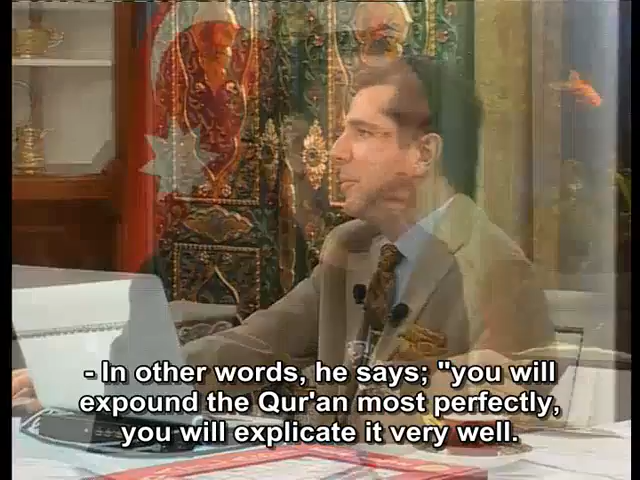 - In other words, he says; "you will
expound the Qur'an most perfectly,
you will explicate it very well.